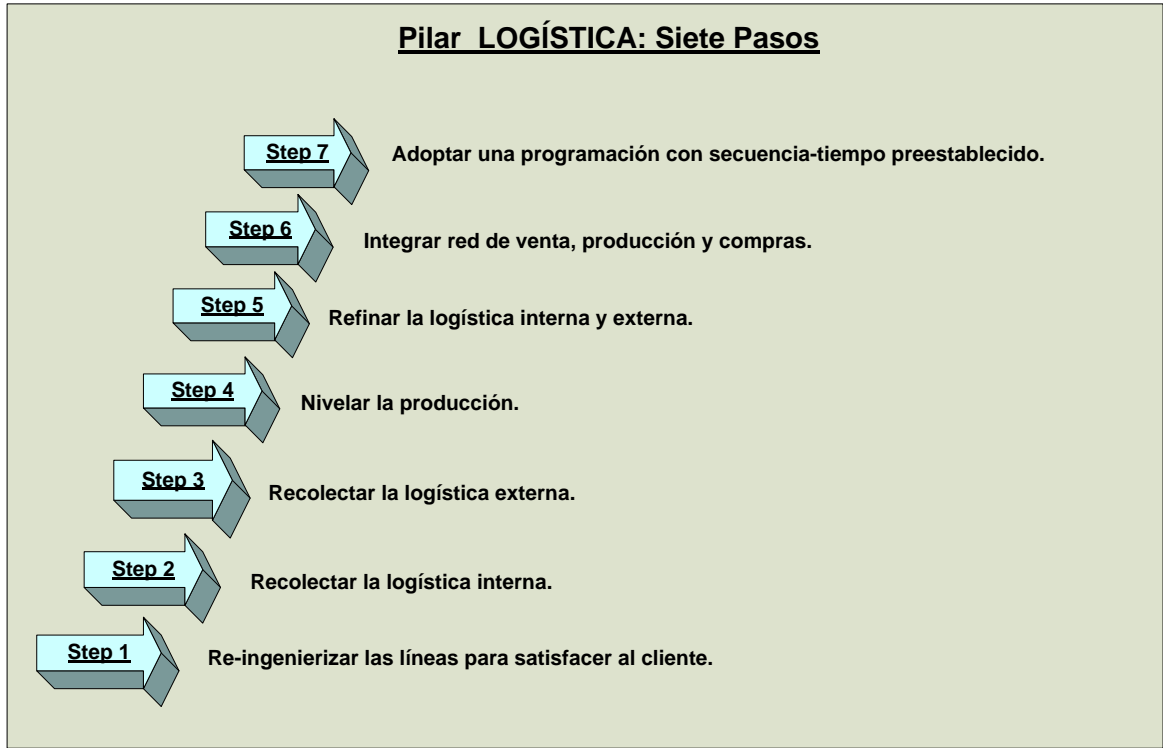 Pilar LOGÍSTICA: Siete Pasos
Step 7 Adoptar una programación con secuencia-tiempo preestablecido.
Step 6 Integrar red de venta, producción y compras.
Step 5 Refinar la logística interna y externa.
Step 4 Nivelar la producción.
Step 3 Recolectar la logística externa.
Step 2 Recolectar la logística interna.
Step 1 Re-ingenierizar las líneas para satisfacer al cliente.